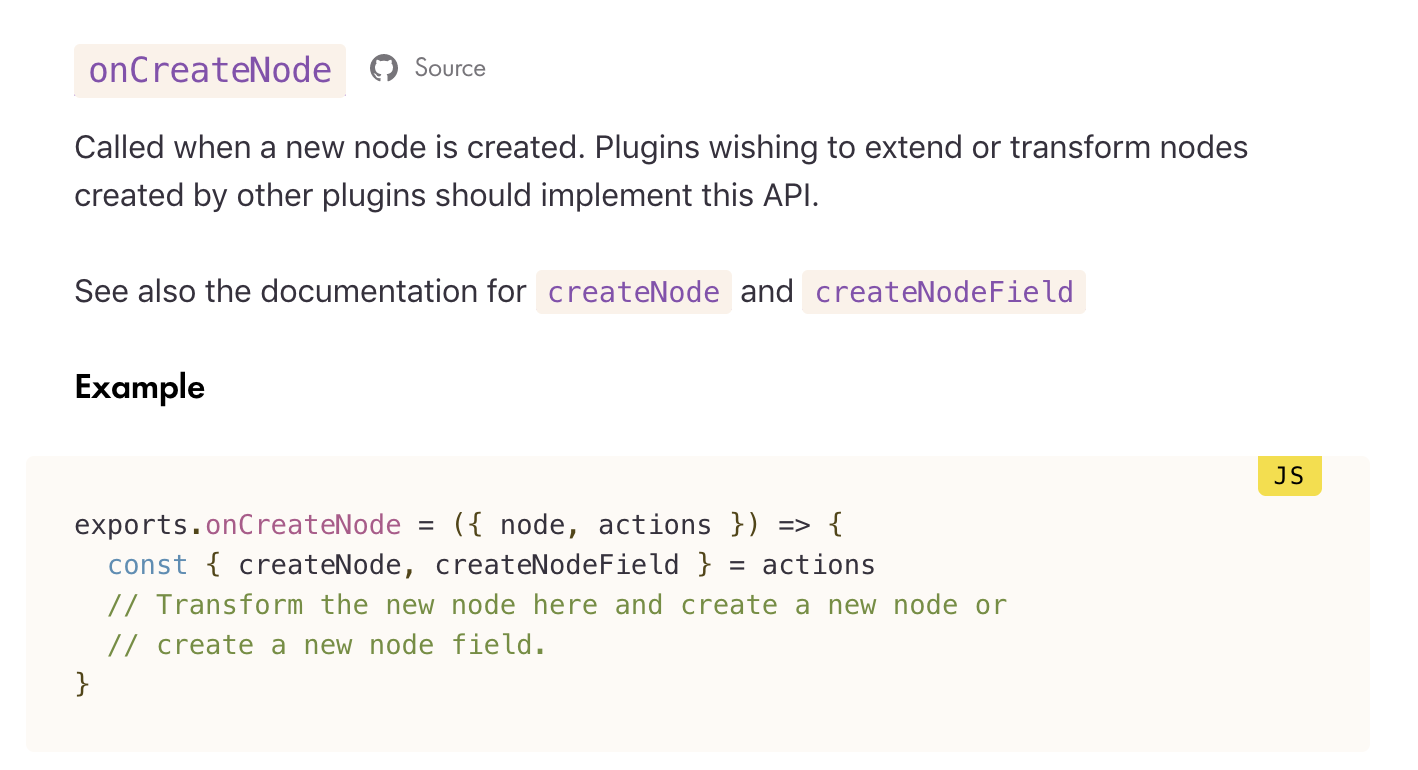 onCreateNode Source
Called when a new node is created. Plugins wishing to extend or transform nodes
created by other plugins should implement this API.
See also the documentation for createNode and createNodeField
Example
JS
exports.onCreateNode = ({ node, actions }) => {
  const { createNode, createNodeField } = actions
  // Transform the new node here and create a new node or
  // create a new node field.
}